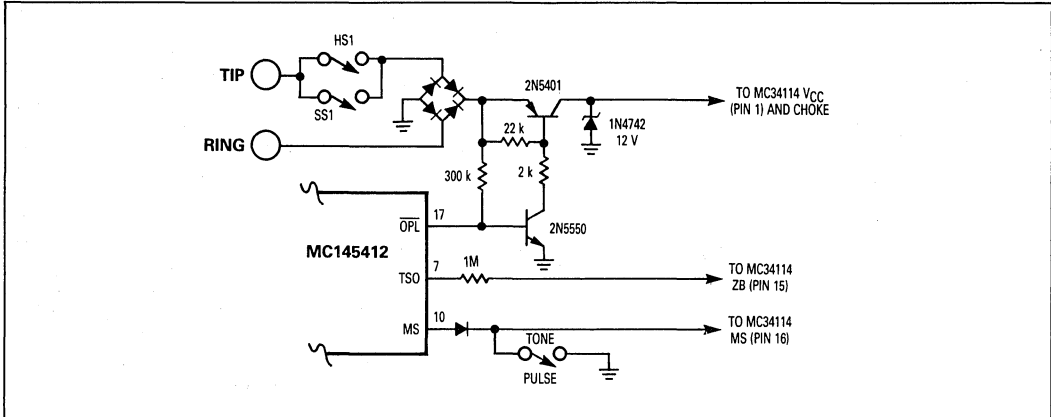 HS1
TIP
SS1
RING
2N5401
TO MC34114 VCC
(PIN 1) AND CHOKE
1N4742
12 V
22 k
300 k
2 k
OPL
17
2N5550
MC145412
TSO
7
1M
TO MC34114
ZB (PIN 15)
MS
10
TO MC34114
MS (PIN 16)
TONE
PULSE